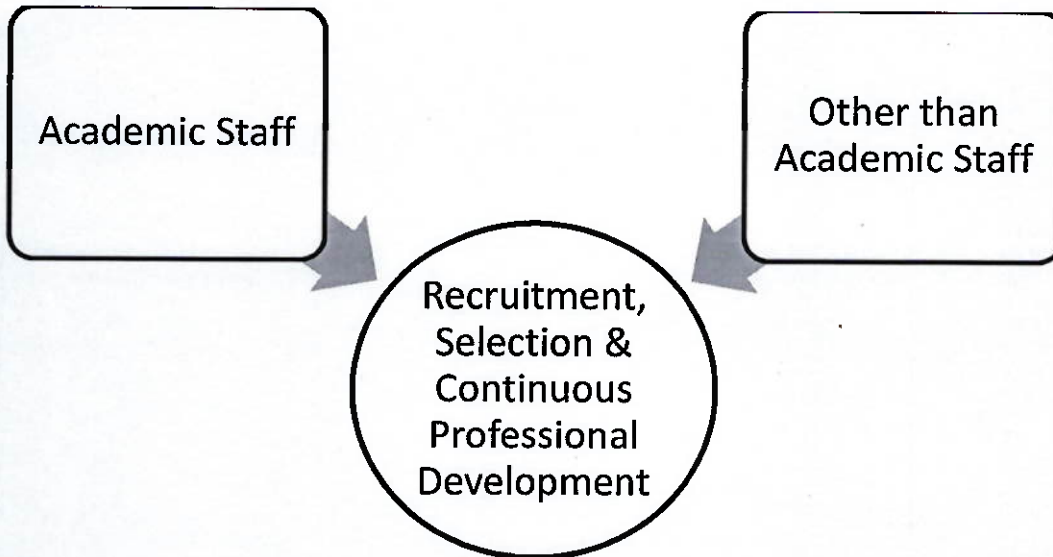 Academic Staff
Other than
Academic Staff
Recruitment,
Selection &
Continuous
Professional
Development